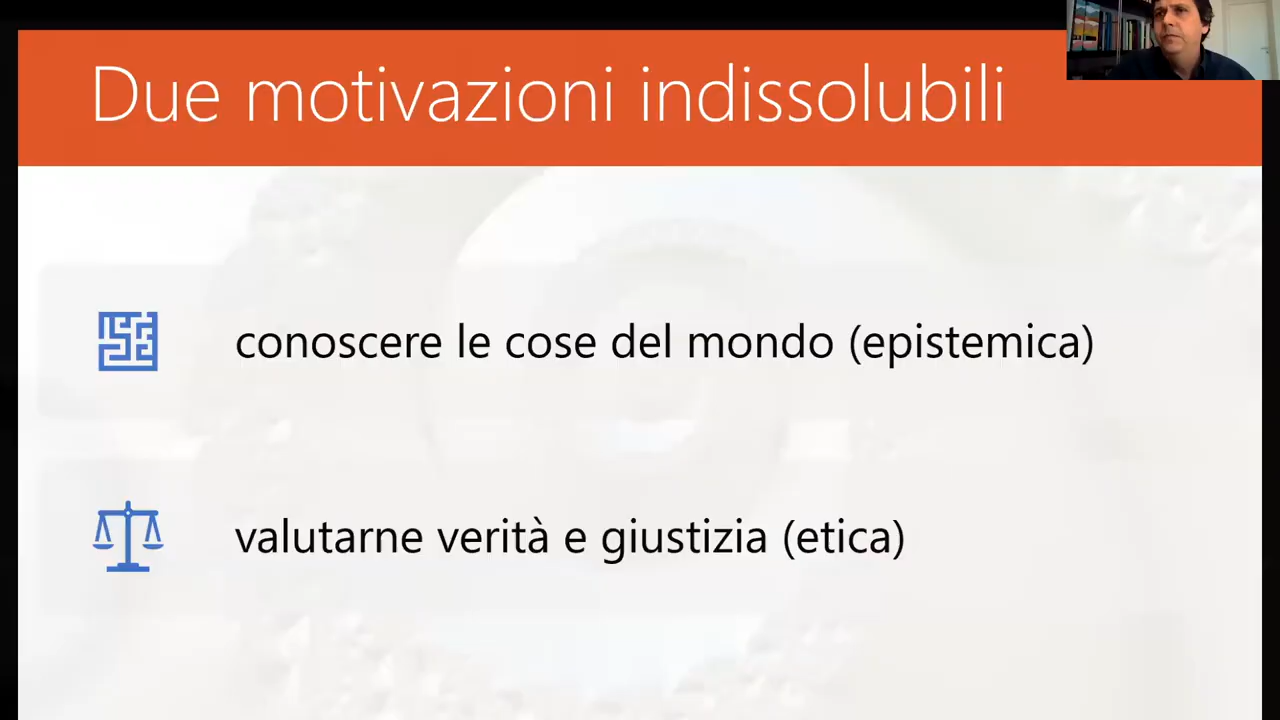 Due motivazioni indissolubili
conoscere le cose del mondo (epistemica)
valutarne verità e giustizia (etica)